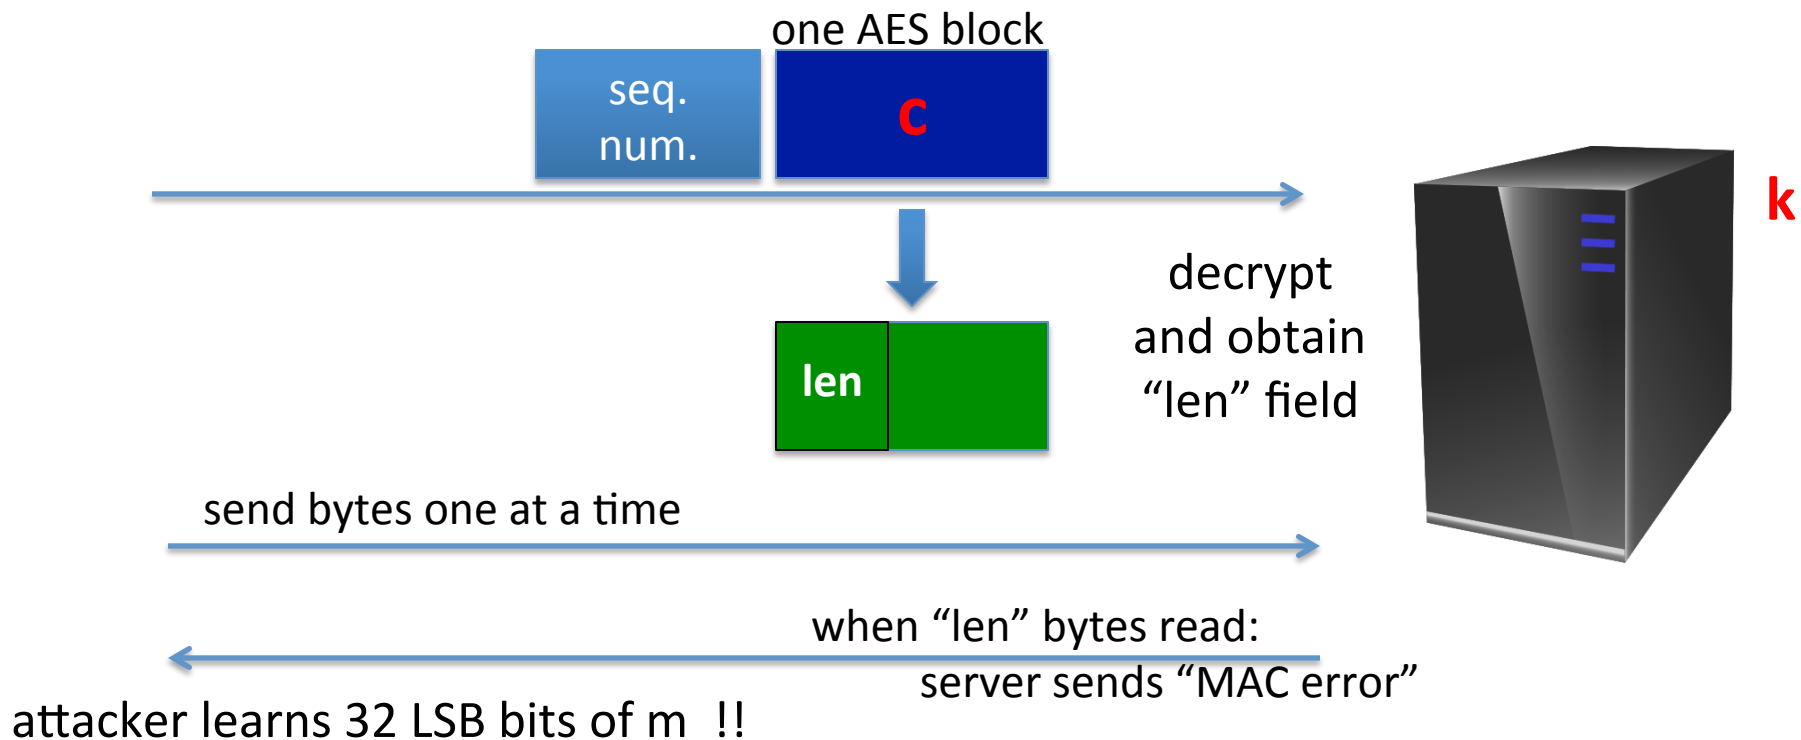 one AES block
seq.
num.
c
k
decrypt
and obtain
“len” field
len
send bytes one at a time
when “len” bytes read:
server sends “MAC error”
attacker learns 32 LSB bits of m !!